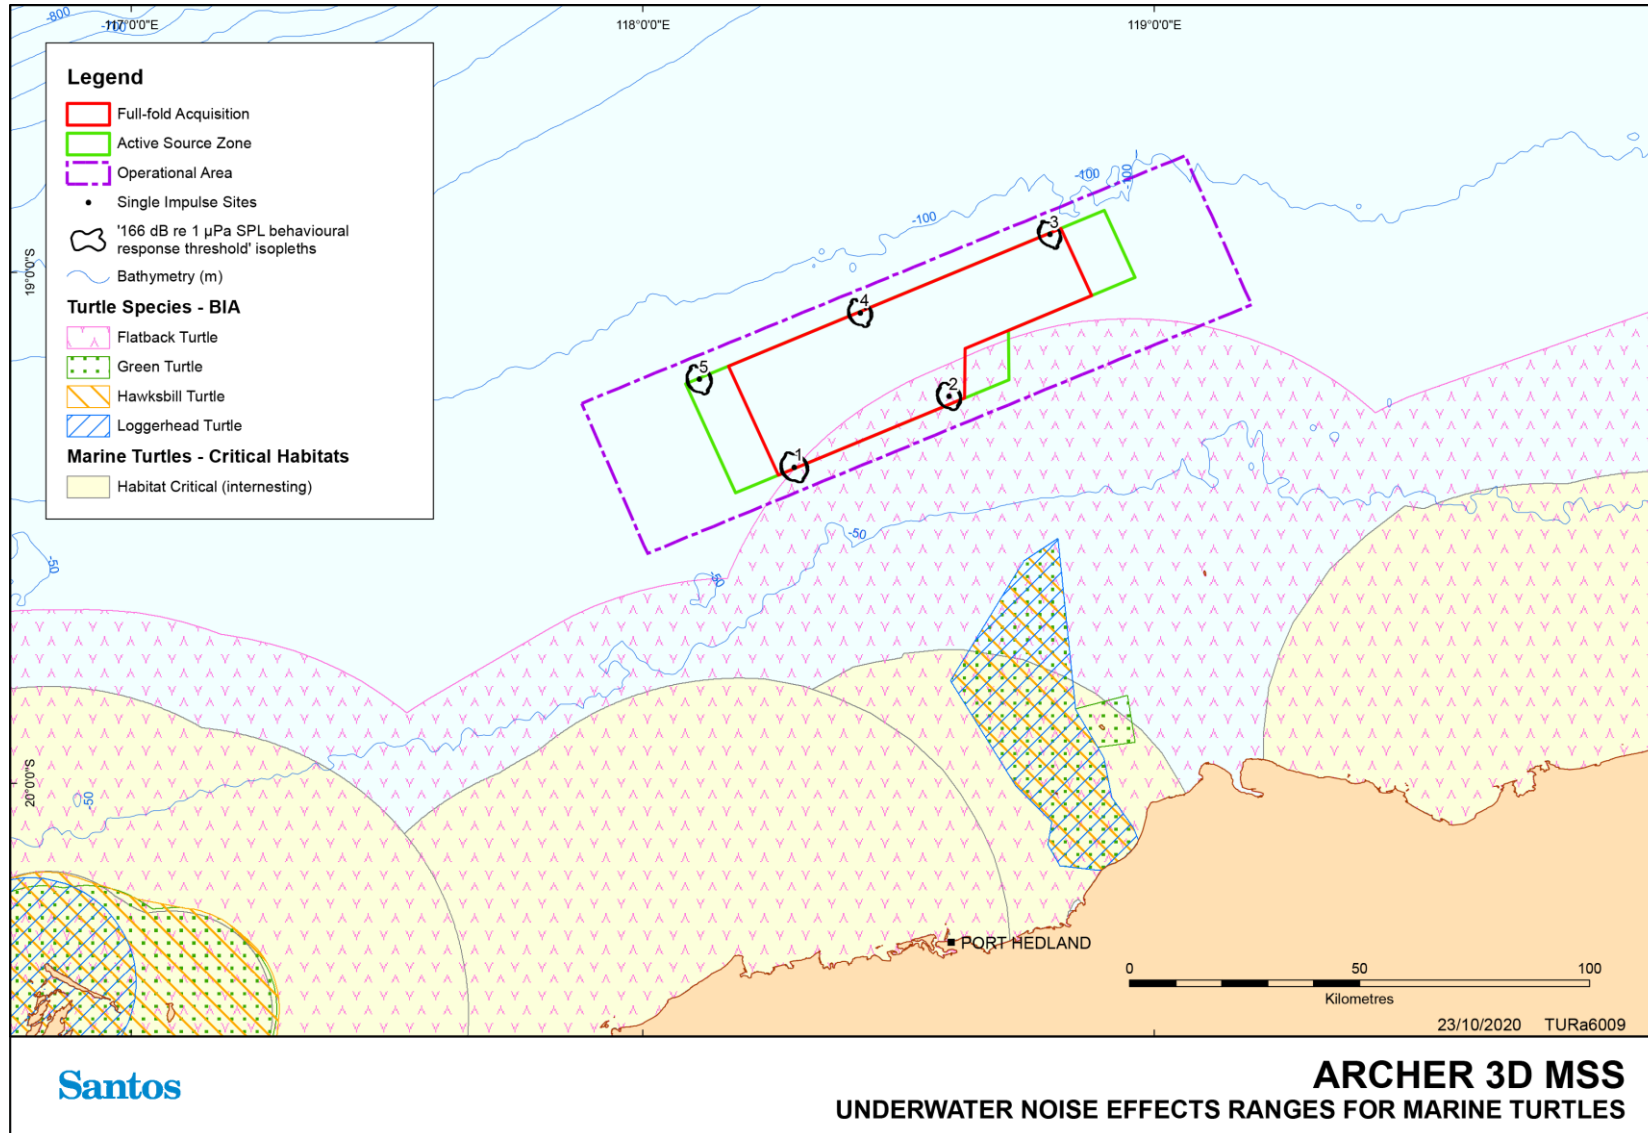 -800
-100
117°0'0"E
118°0'0"E
119°0'0"E
Legend
Full-fold Acquisition
Active Source Zone
Operational Area
Single Impulse Sites
'166 dB re 1 µPa SPL behavioural
response threshold' isopleths
Bathymetry (m)
Turtle Species - BIA
Flatback Turtle
Green Turtle
Hawksbill Turtle
Loggerhead Turtle
Marine Turtles - Critical Habitats
Habitat Critical (internesting)
-100
-100
-100
3
4
5
2
1
19°0'0"S
-50
-50
-50
20°0'0"S
-50
PORT HEDLAND
0 50 100
Kilometres
23/10/2020 TURa6009
Santos
ARCHER 3D MSS
UNDERWATER NOISE EFFECTS RANGES FOR MARINE TURTLES